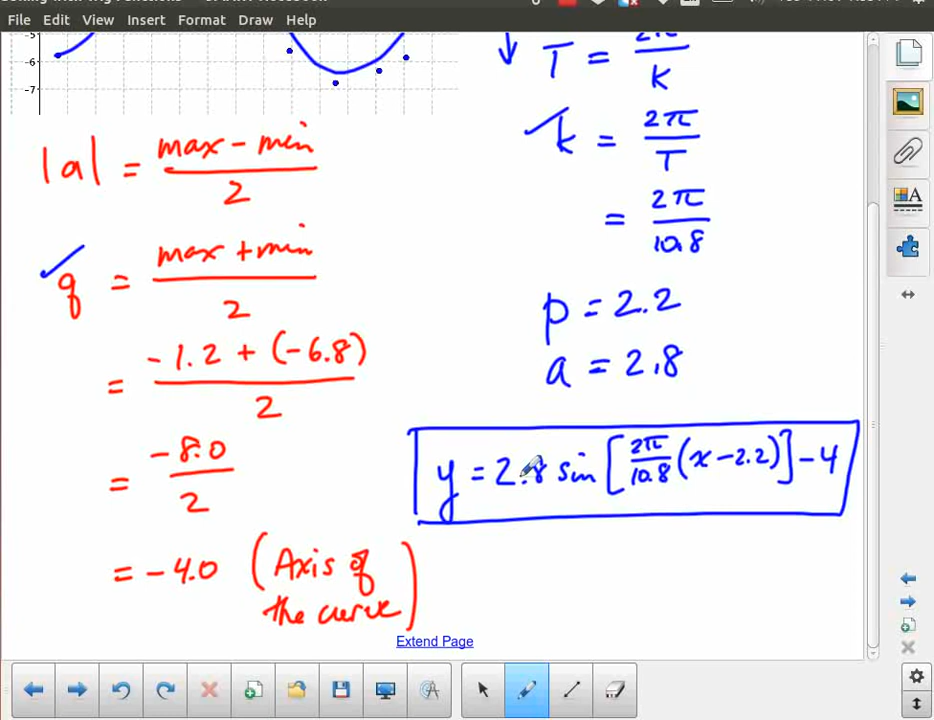 File Edit View Insert Format Draw Help
-5
-6
-7
|a| = max - min / 2
q = max + min / 2
= -1.2 + (-6.8) / 2
= -8.0 / 2
= -4.0 (Axis of the curve)
T = 2π / k
k = 2π / T
= 2π / 10.8
p = 2.2
a = 2.8
y = 2.8 sin [2π/10.8 (x - 2.2)] - 4
Extend Page